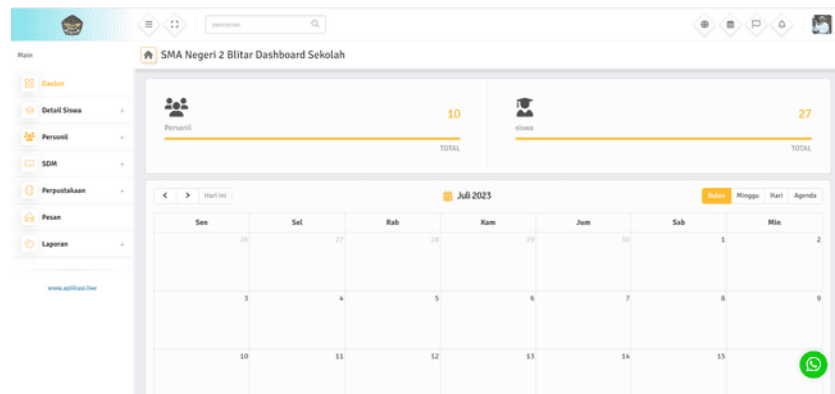 pencarian
Main
SMA Negeri 2 Blitar Dashboard Sekolah
Dasbor
Detail Siswa
Personil
SDM
Perpustakaan
Pesan
Laporan
www.aplikasi.live
10
Personil
TOTAL
27
siswa
TOTAL
Hari ini
Juli 2023
Bulan Minggu Hari Agenda
Sen Sel Rab Kam Jum Sab Min
26 27 28 29 30 1 2
3 4 5 6 7 8 9
10 11 12 13 14 15